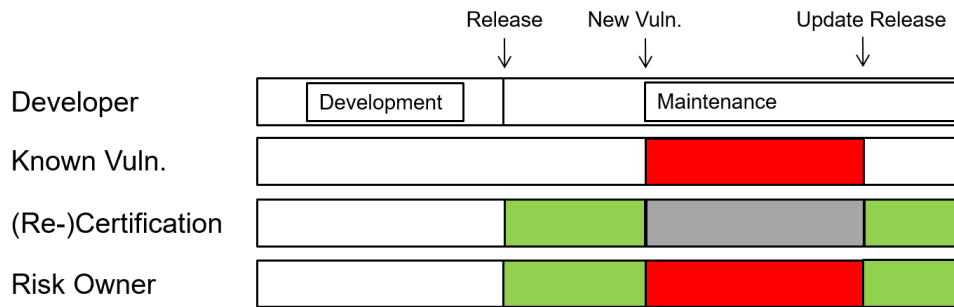 Release
New Vuln.
Update Release
Developer
Development
Maintenance
Known Vuln.
(Re-)Certification
Risk Owner